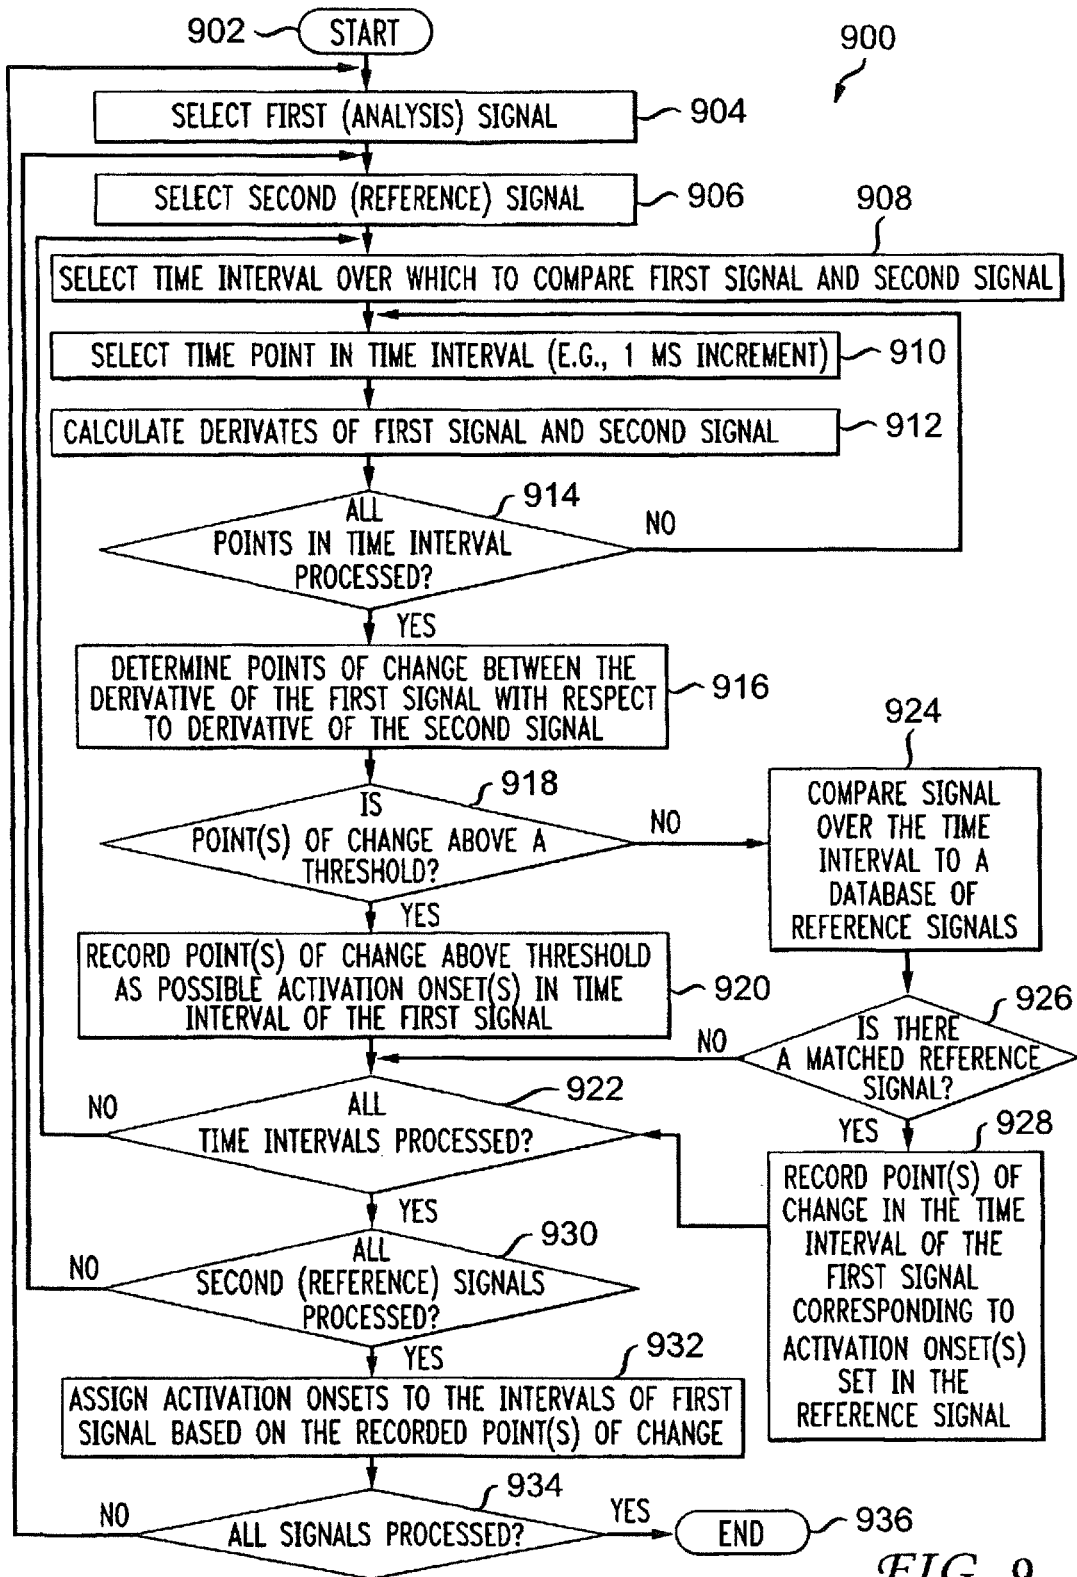 902
START
900
SELECT FIRST (ANALYSIS) SIGNAL
904
SELECT SECOND (REFERENCE) SIGNAL
906
908
SELECT TIME INTERVAL OVER WHICH TO COMPARE FIRST SIGNAL AND SECOND SIGNAL
SELECT TIME POINT IN TIME INTERVAL (E.G., 1 MS INCREMENT)
910
CALCULATE DERIVATES OF FIRST SIGNAL AND SECOND SIGNAL
912
914
ALL
POINTS IN TIME INTERVAL
PROCESSED?
NO
YES
DETERMINE POINTS OF CHANGE BETWEEN THE
DERIVATIVE OF THE FIRST SIGNAL WITH RESPECT
TO DERIVATIVE OF THE SECOND SIGNAL
916
918
IS
POINT(S) OF CHANGE ABOVE A
THRESHOLD?
NO
YES
924
COMPARE SIGNAL
OVER THE TIME
INTERVAL TO A
DATABASE OF
REFERENCE SIGNALS
RECORD POINT(S) OF CHANGE ABOVE THRESHOLD
AS POSSIBLE ACTIVATION ONSET(S) IN TIME
INTERVAL OF THE FIRST SIGNAL
920
926
IS THERE
A MATCHED REFERENCE
SIGNAL?
NO
YES
922
ALL
TIME INTERVALS PROCESSED?
NO
YES
928
RECORD POINT(S) OF
CHANGE IN THE TIME
INTERVAL OF THE
FIRST SIGNAL
CORRESPONDING TO
ACTIVATION ONSET(S)
SET IN THE
REFERENCE SIGNAL
930
ALL
SECOND (REFERENCE) SIGNALS
PROCESSED?
NO
YES
932
ASSIGN ACTIVATION ONSETS TO THE INTERVALS OF FIRST
SIGNAL BASED ON THE RECORDED POINT(S) OF CHANGE
934
ALL SIGNALS PROCESSED?
NO
YES
END
936
FIG. 9